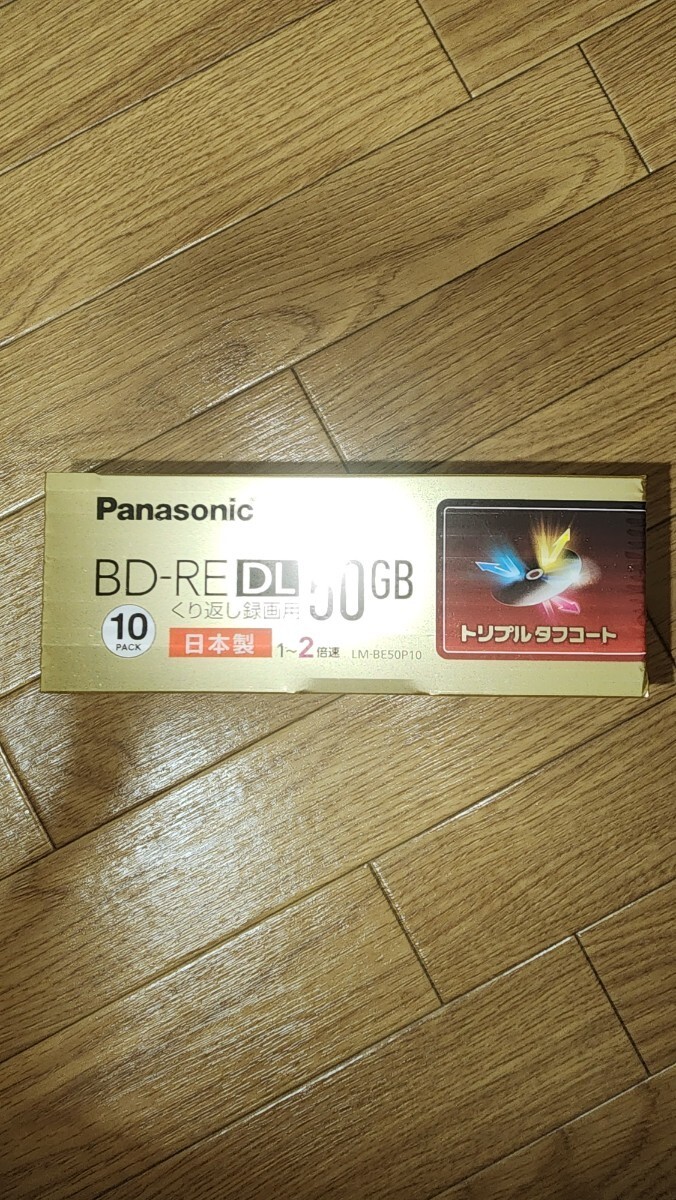 Panasonic
BD-RE DL 50GB
くり返し録画用
10
PACK
日本製
1~2倍速 LM-BE50P10
トリプルタフコート